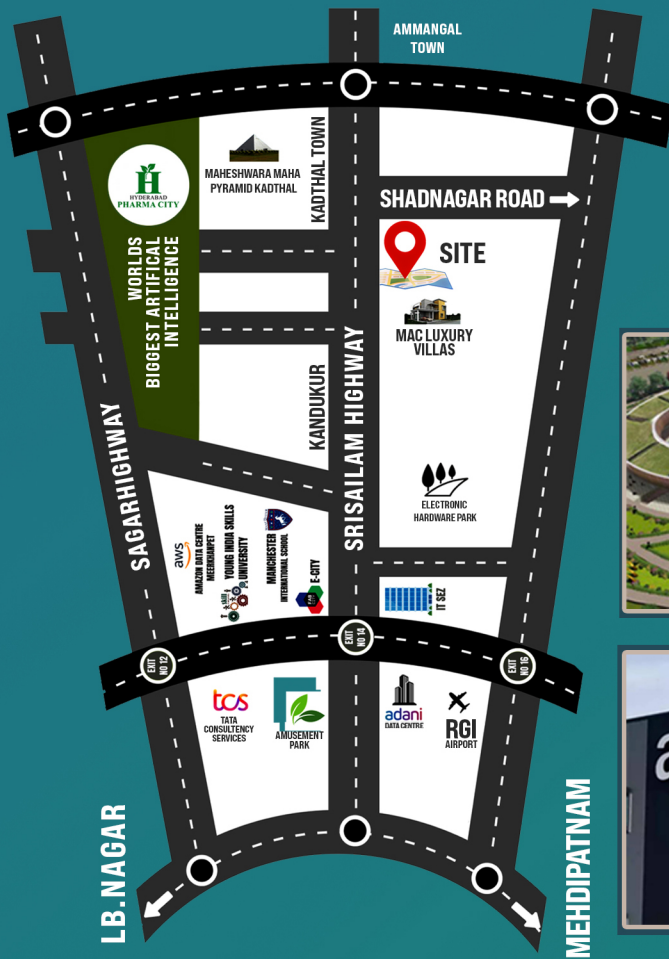 AMMANGAL
TOWN
HYDERABAD
PHARMA CITY
MAHESHWARA MAHA
PYRAMID KADTHAL
KADTHAL TOWN
SHADNAGAR ROAD
SITE
WORLDS
BIGGEST ARTIFICAL
INTELLIGENCE
MAC LUXURY
VILLAS
KANDUKUR
SRISAILAM HIGHWAY
SAGARHIGHWAY
ELECTRONIC
HARDWARE PARK
aws
AMAZON DATA CENTRE
MEERKHANPET
YOUNG INDIA SKILLS
UNIVERSITY
MANCHESTER
INTERNATIONAL SCHOOL
E-CITY
IT SEZ
EXIT
NO 12
EXIT
NO 14
EXIT
NO 16
tcs
TATA
CONSULTENCY
SERVICES
AMUSEMENT
PARK
adani
DATA CENTRE
RGI
AIRPORT
LB.NAGAR
MEHDIPATNAM